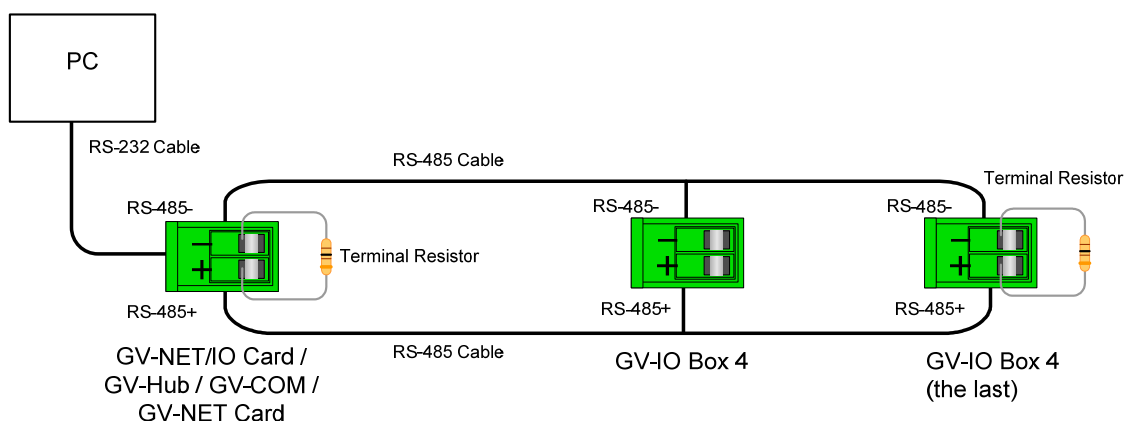 PC
RS-232 Cable
RS-485 Cable
Terminal Resistor
RS-485-
RS-485-
RS-485-
−
+
Terminal Resistor
−
+
−
+
RS-485+
RS-485+
RS-485+
RS-485 Cable
GV-NET/IO Card /
GV-Hub / GV-COM /
GV-NET Card
GV-IO Box 4
GV-IO Box 4
(the last)